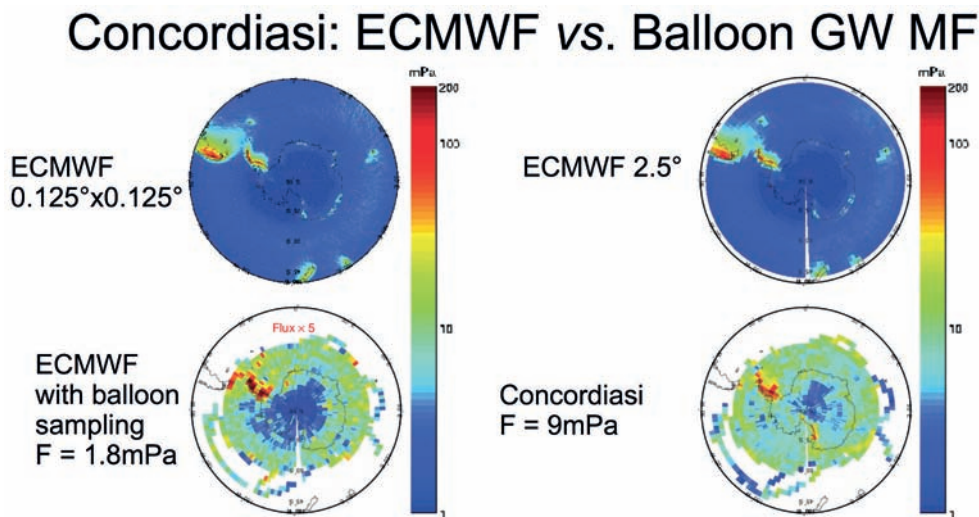 Concordiasi: ECMWF vs. Balloon GW MF
mPa
200
100
10
1
ECMWF
0.125°x0.125°
mPa
200
100
10
1
ECMWF 2.5°
Flux × 5
ECMWF
with balloon
sampling
F = 1.8mPa
Concordiasi
F = 9mPa